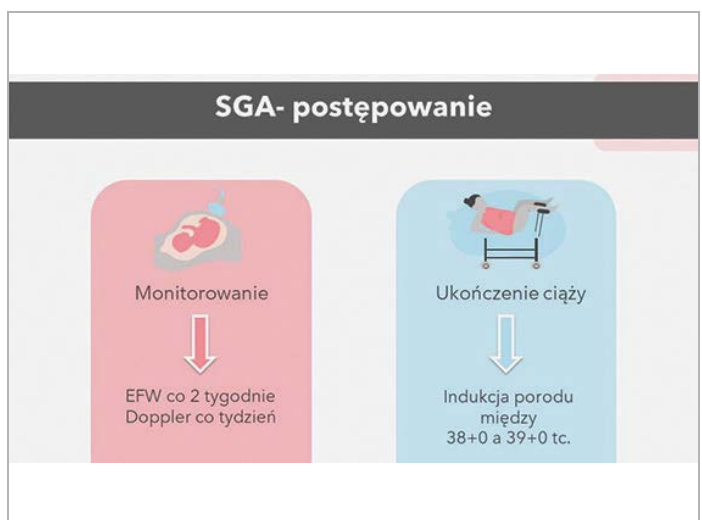 SGA- postępowanie
Monitorowanie
EFW co 2 tygodnie
Doppler co tydzień
Ukończenie ciąży
Indukcja porodu
między
38+0 a 39+0 tc.